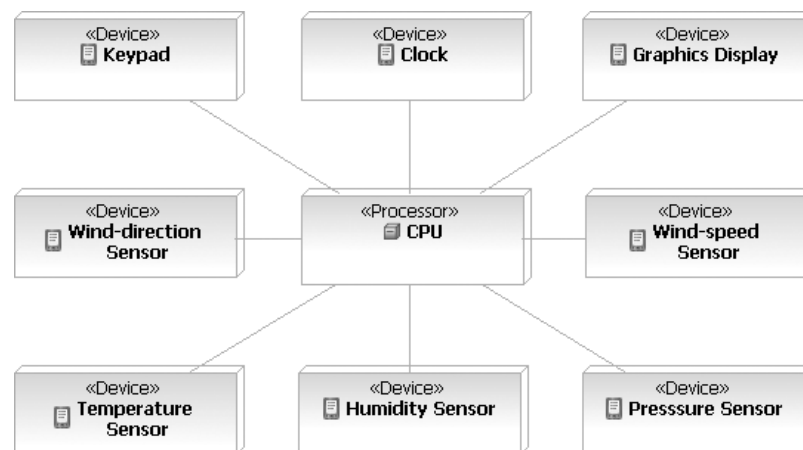 «Device»
Keypad
«Device»
Clock
«Device»
Graphics Display
«Device»
Wind-direction
Sensor
«Processor»
CPU
«Device»
Wind-speed
Sensor
«Device»
Temperature
Sensor
«Device»
Humidity Sensor
«Device»
Presssure Sensor